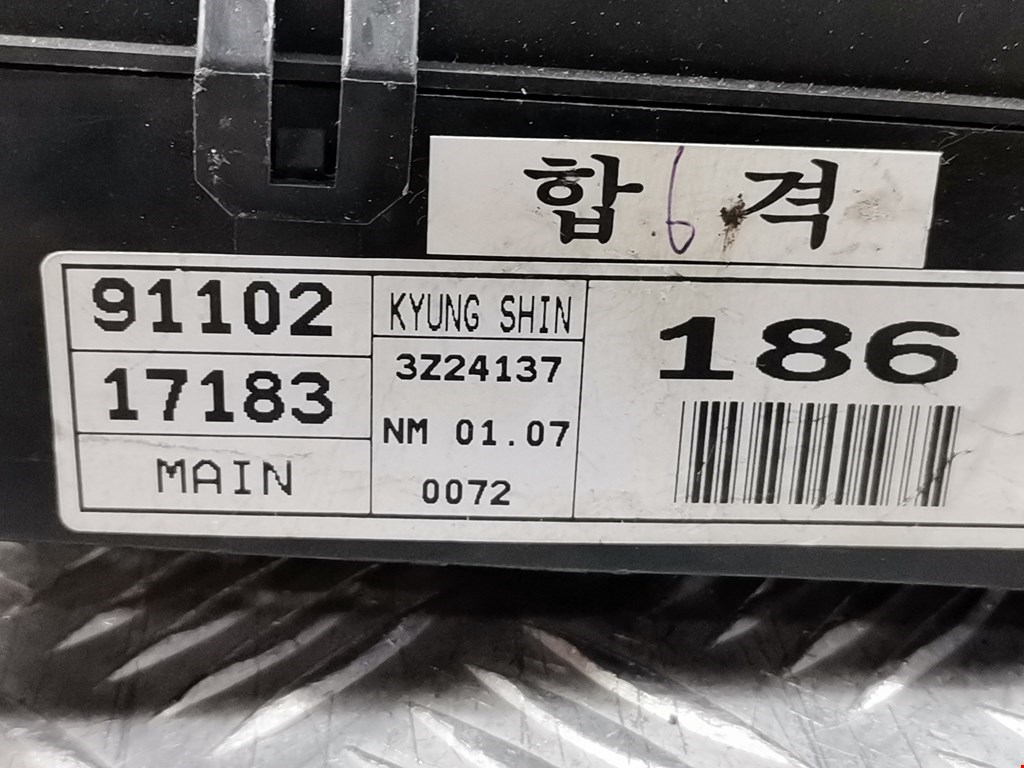 합 6 격
91102
17183
MAIN
KYUNG SHIN
3Z24137
NM 01.07
0072
186